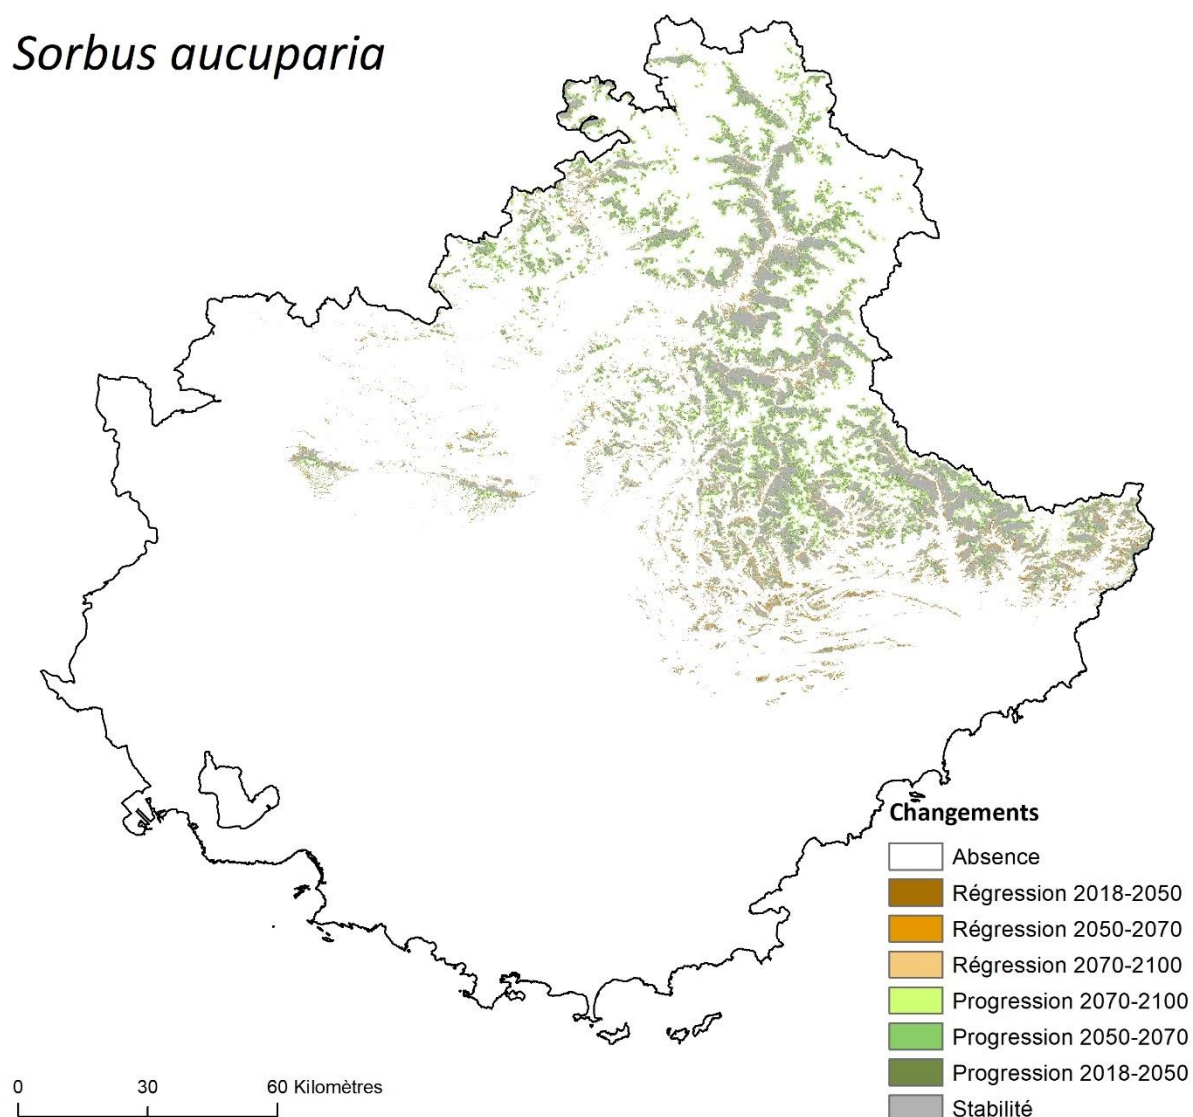 Sorbus aucuparia
Changements
Absence
Régression 2018-2050
Régression 2050-2070
Régression 2070-2100
Progression 2070-2100
Progression 2050-2070
Progression 2018-2050
Stabilité
0 30 60 Kilomètres